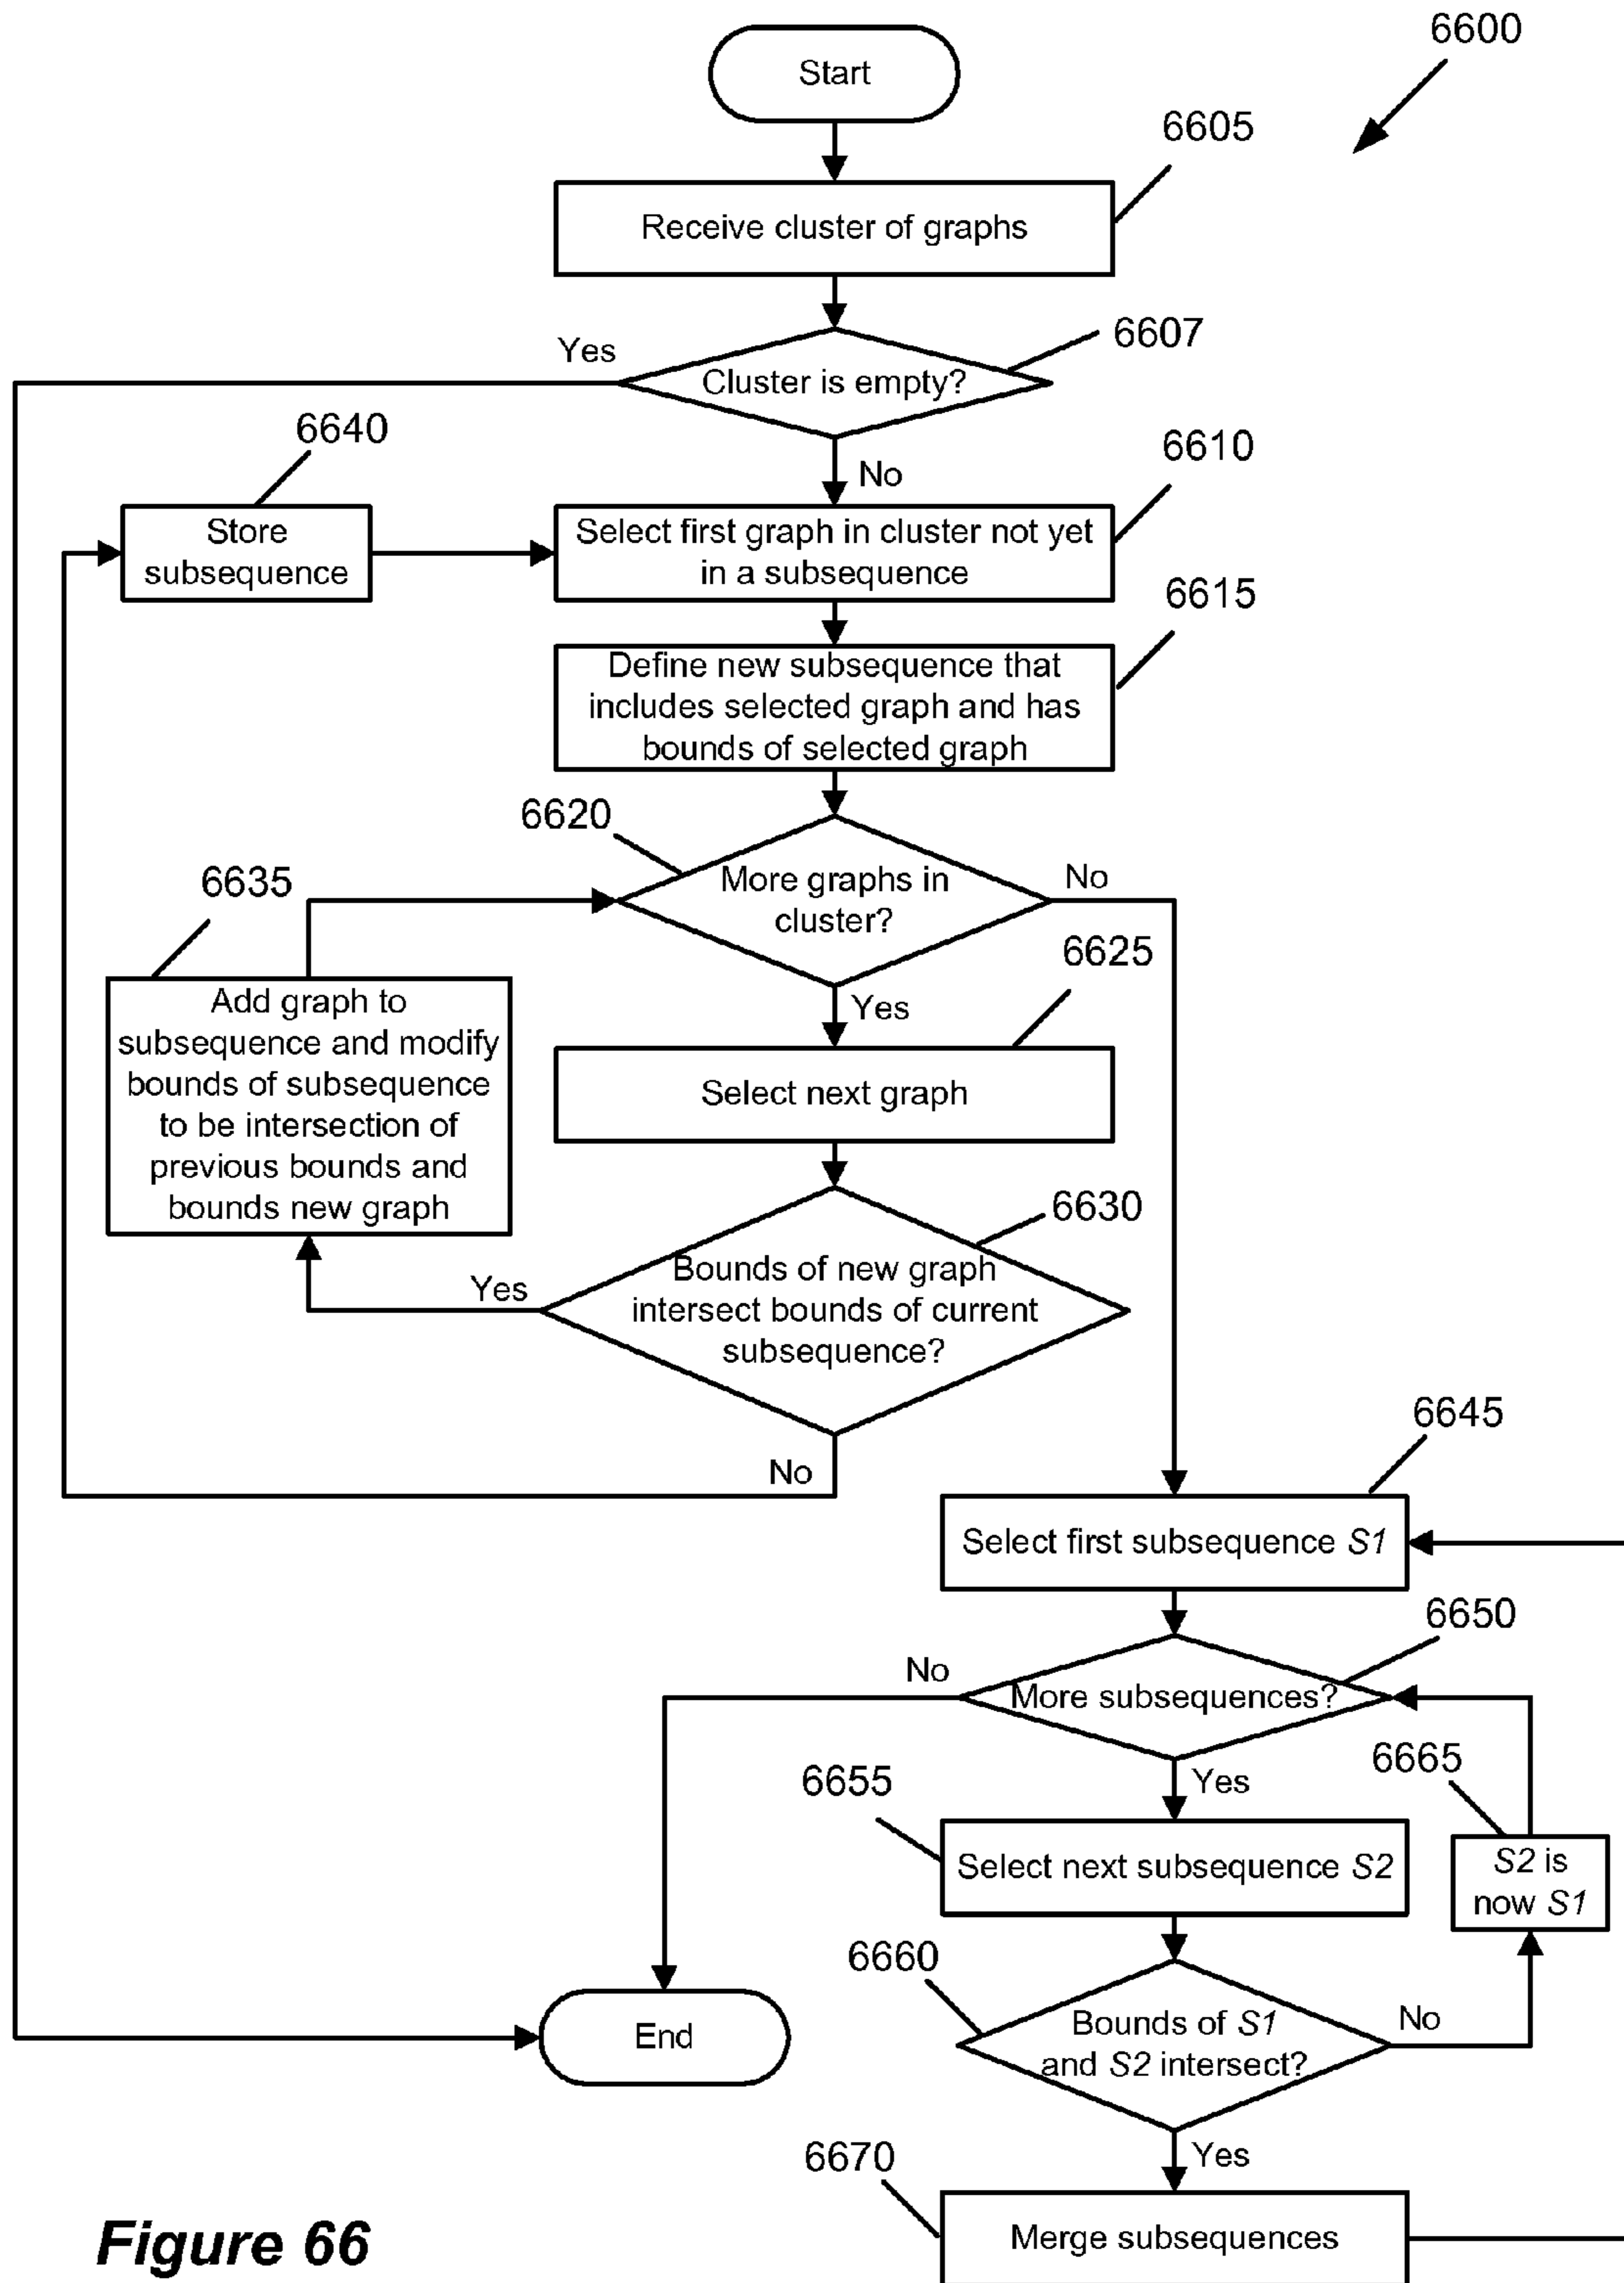 Start
6600
6605
Receive cluster of graphs
6607
Yes
Cluster is empty?
No
6640
6610
Store
subsequence
Select first graph in cluster not yet
in a subsequence
6615
Define new subsequence that
includes selected graph and has
bounds of selected graph
6620
More graphs in
cluster?
No
6635
6625
Yes
Add graph to
subsequence and modify
bounds of subsequence
to be intersection of
previous bounds and
bounds new graph
Select next graph
6630
Yes
Bounds of new graph
intersect bounds of current
subsequence?
No
6645
Select first subsequence S1
6650
No
More subsequences?
6665
6655
Yes
Select next subsequence S2
S2 is
now S1
6660
Bounds of S1
and S2 intersect?
No
End
Yes
6670
Merge subsequences
Figure 66